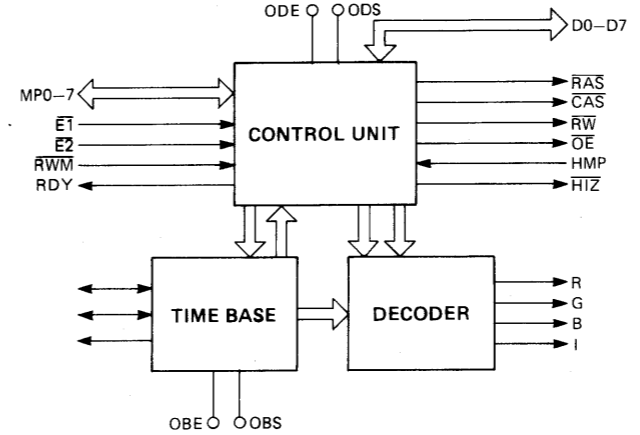 ODE ODS
D0–D7
MP0–7
E1
E2
RWM
RDY
CONTROL UNIT
RAS
CAS
RW
OE
HMP
HIZ
TIME BASE
DECODER
R
G
B
I
OBE OBS